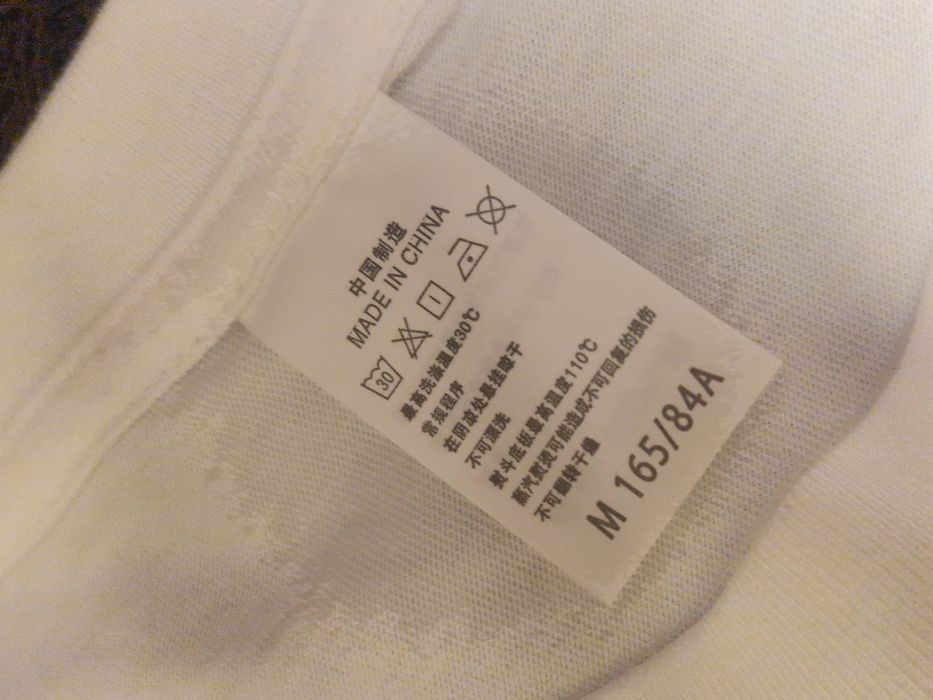 中国制造
MADE IN CHINA
30
最高洗涤温度30℃
常规程序
在阴凉处悬挂晾干
不可漂洗
熨斗底板最高温度110℃
蒸汽熨烫可能造成不可回复的损伤
不可翻转干燥
M 165/84A